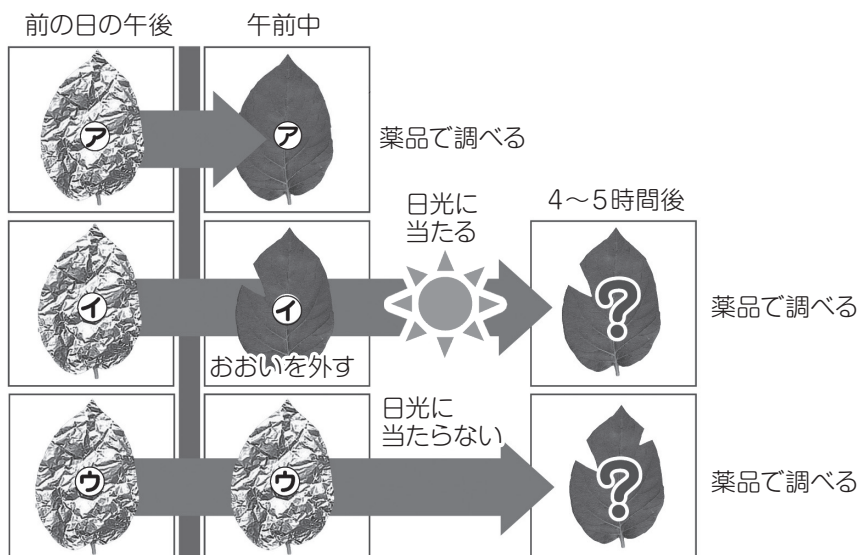 前の日の午後
午前中
ア
ア
薬品で調べる
日光に
当たる
4〜5時間後
イ
イ
おおいを外す
?
薬品で調べる
日光に
当たらない
ウ
ウ
?
薬品で調べる